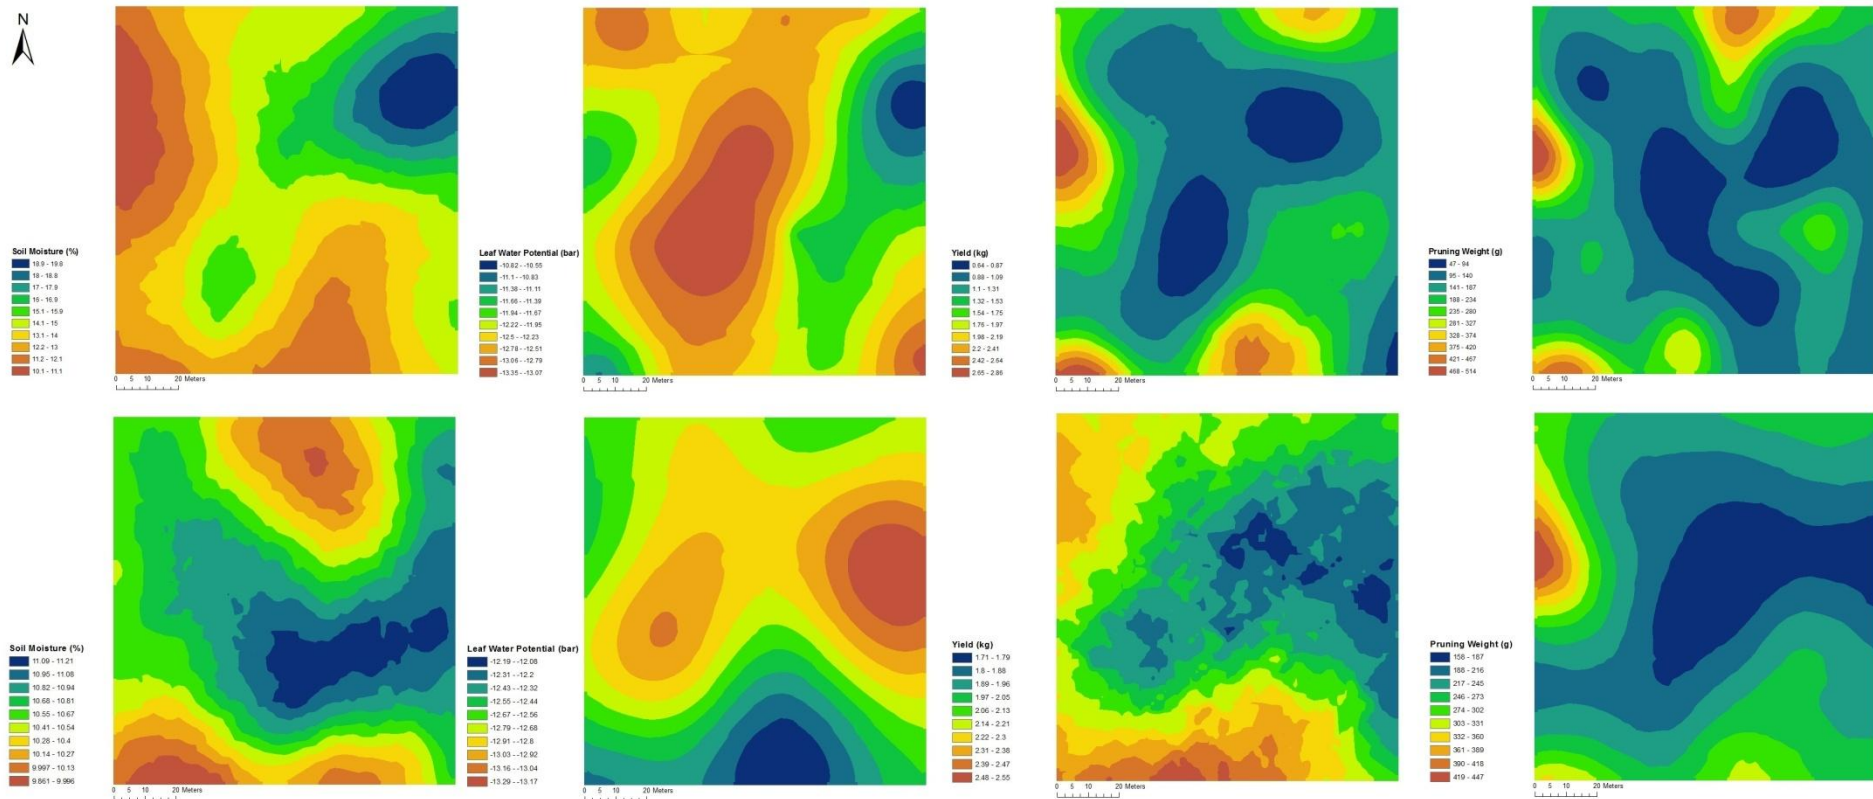 N
Soil Moisture (%)
18.9 - 19.8
18 - 18.8
17 - 17.9
16 - 16.9
15.1 - 15.9
14.1 - 15
13.1 - 14
12.2 - 13
11.2 - 12.1
10.1 - 11.1
0 5 10 20 Meters
Leaf Water Potential (bar)
-10.82 - -10.55
-11.1 - -10.83
-11.38 - -11.11
-11.66 - -11.39
-11.94 - -11.67
-12.22 - -11.95
-12.5 - -12.23
-12.78 - -12.51
-13.06 - -12.79
-13.35 - -13.07
0 5 10 20 Meters
Yield (kg)
0.64 - 0.87
0.88 - 1.09
1.1 - 1.31
1.32 - 1.53
1.54 - 1.75
1.76 - 1.97
1.98 - 2.19
2.2 - 2.41
2.42 - 2.64
2.65 - 2.86
0 5 10 20 Meters
Pruning Weight (g)
47 - 94
95 - 140
141 - 187
188 - 234
235 - 280
281 - 327
328 - 374
375 - 420
421 - 467
468 - 514
0 5 10 20 Meters
Soil Moisture (%)
11.09 - 11.21
10.95 - 11.08
10.82 - 10.94
10.68 - 10.81
10.55 - 10.67
10.41 - 10.54
10.28 - 10.4
10.14 - 10.27
9.997 - 10.13
9.861 - 9.996
0 5 10 20 Meters
Leaf Water Potential (bar)
-12.19 - -12.08
-12.31 - -12.2
-12.43 - -12.32
-12.55 - -12.44
-12.67 - -12.56
-12.79 - -12.68
-12.91 - -12.8
-13.03 - -12.92
-13.16 - -13.04
-13.29 - -13.17
0 5 10 20 Meters
Yield (kg)
1.71 - 1.79
1.8 - 1.88
1.89 - 1.96
1.97 - 2.05
2.06 - 2.13
2.14 - 2.21
2.22 - 2.3
2.31 - 2.38
2.39 - 2.47
2.48 - 2.55
0 5 10 20 Meters
Pruning Weight (g)
158 - 187
188 - 216
217 - 245
246 - 273
274 - 302
303 - 331
332 - 360
361 - 389
390 - 418
419 - 447
0 5 10 20 Meters